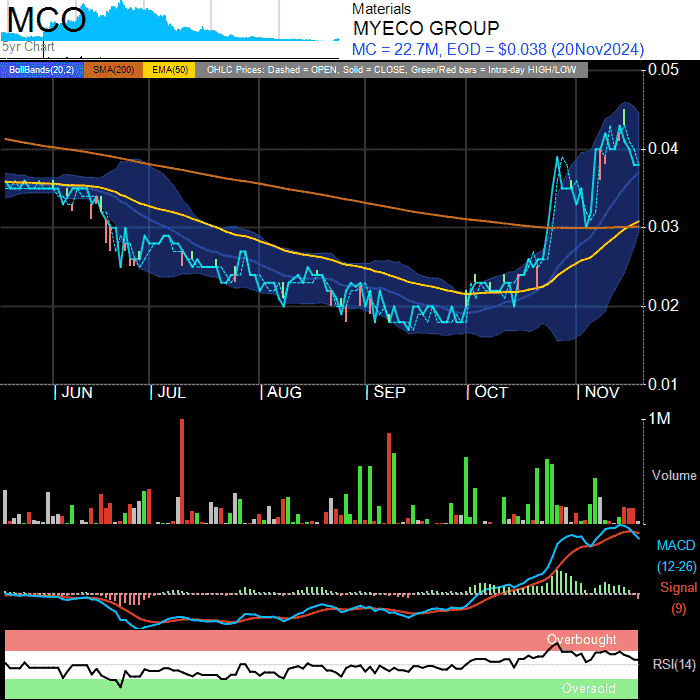 MCO
5yr Chart
Materials
MYECO GROUP
MC = 22.7M, EOD = $0.038 (20Nov2024)
BollBands(20,2) SMA(200) EMA(50) OHLC Prices: Dashed = OPEN, Solid = CLOSE, Green/Red bars = Intra-day HIGH/LOW
0.05
0.04
0.03
0.02
0.01
JUN JUL AUG SEP OCT NOV
1M
Volume
MACD
(12-26)
Signal
(9)
Overbought
RSI(14)
Oversold